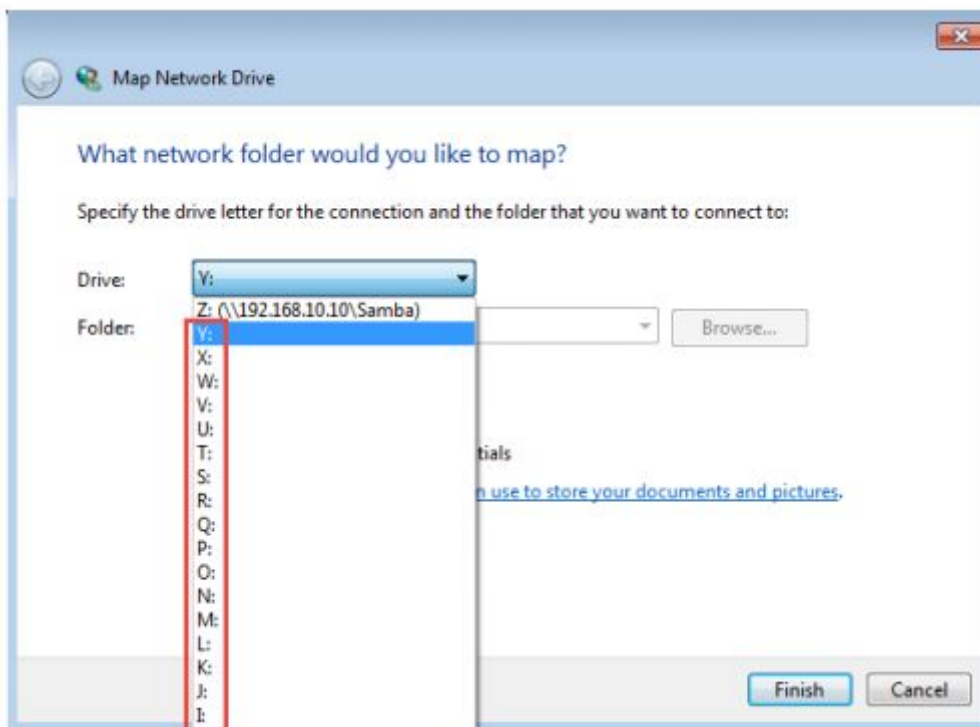 Map Network Drive
What network folder would you like to map?
Specify the drive letter for the connection and the folder that you want to connect to:
Drive:
Y:
Z: (\\192.168.10.10\Samba)
Folder:
Y:
Browse...
X:
W:
V:
U:
T:
tials
S:
n use to store your documents and pictures.
R:
Q:
P:
O:
N:
M:
L:
K:
J:
Finish
Cancel
I: